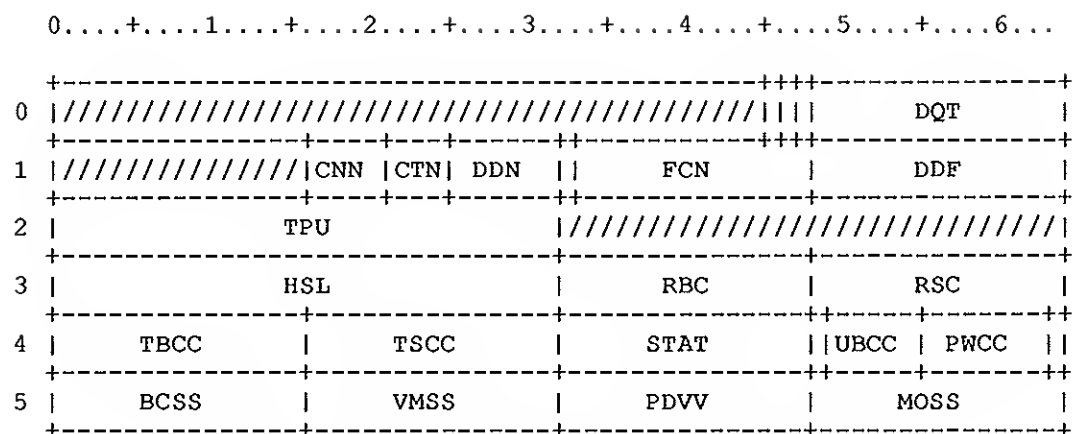 0....+....1....+....2....+....3....+....4....+....5....+....6...
+--------------------------------------------+++---------------+
0 |////////////////////////////////////////////|||| DQT |
+---------------+----+---+------++-------------+++---------------+
1 |///////////////|CNN |CTN| DDN || FCN | DDF |
+---------------+----+---+------++--------------+---------------+
2 | TPU |///////////////////////////////|
+-------------------------------+---------------+---------------+
3 | HSL | RBC | RSC |
+---------------+---------------+---------------++-----+-------++
4 | TBCC | TSCC | STAT ||UBCC | PWCC ||
+---------------+---------------+---------------++-----+-------++
5 | BCSS | VMSS | PDVV | MOSS |
+---------------+---------------+---------------+---------------+